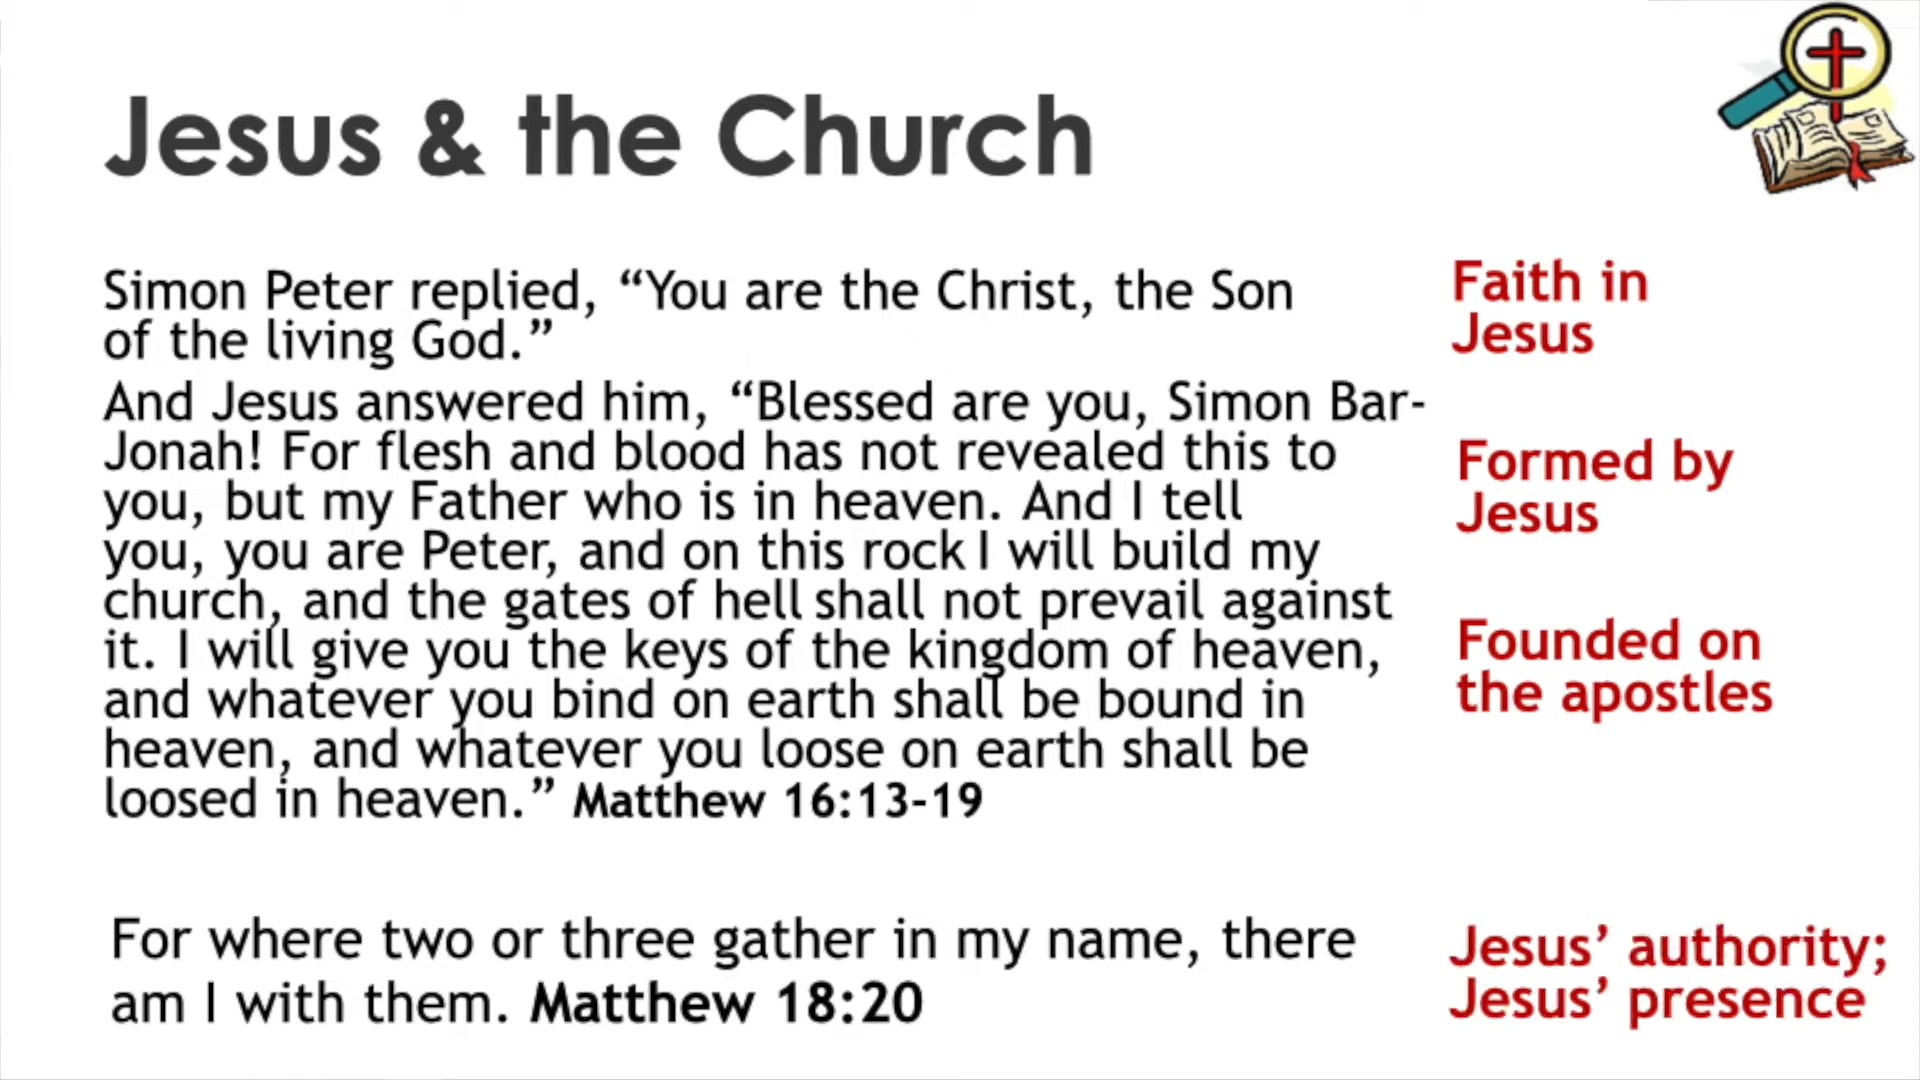 Jesus & the Church
Simon Peter replied, “You are the Christ, the Son
of the living God.”
And Jesus answered him, “Blessed are you, Simon Bar-
Jonah! For flesh and blood has not revealed this to
you, but my Father who is in heaven. And I tell
you, you are Peter, and on this rock I will build my
church, and the gates of hell shall not prevail against
it. I will give you the keys of the kingdom of heaven,
and whatever you bind on earth shall be bound in
heaven, and whatever you loose on earth shall be
loosed in heaven.” Matthew 16:13-19
For where two or three gather in my name, there
am I with them. Matthew 18:20
Faith in
Jesus
Formed by
Jesus
Founded on
the apostles
Jesus’ authority;
Jesus’ presence